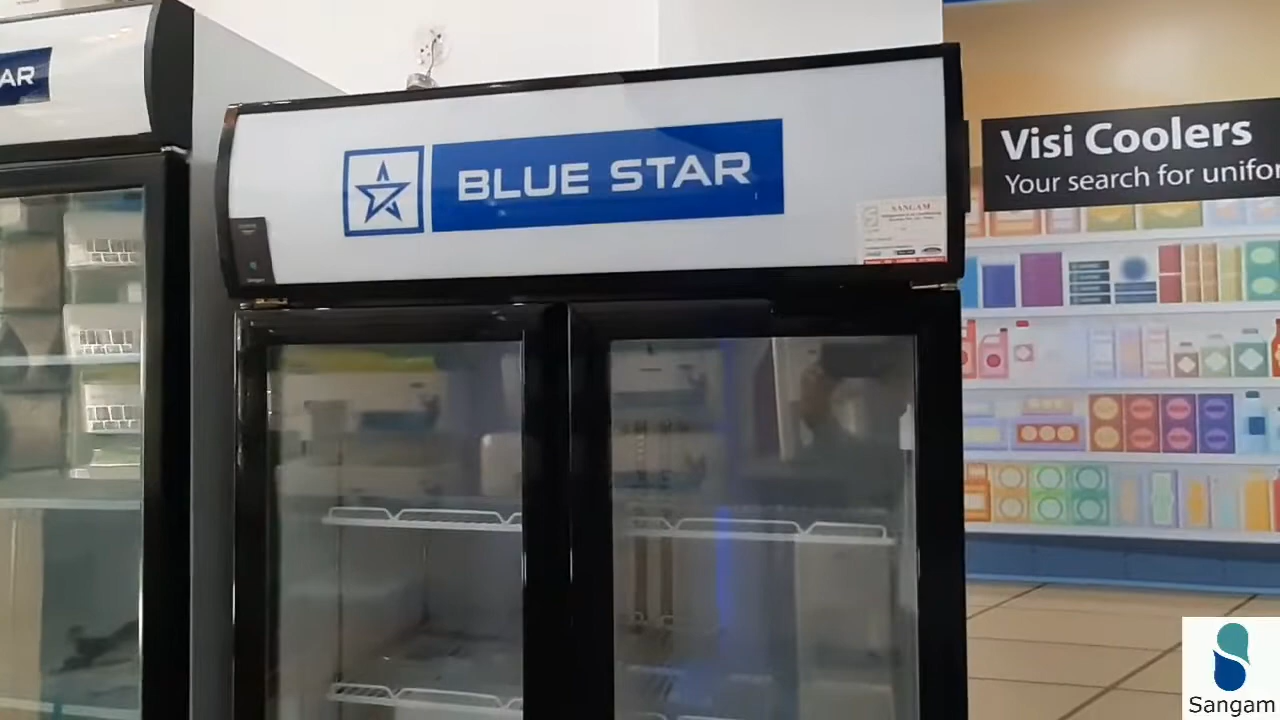 AR
BLUE STAR
Visi Coolers
Your search for unifor
SANGAM
Sangam